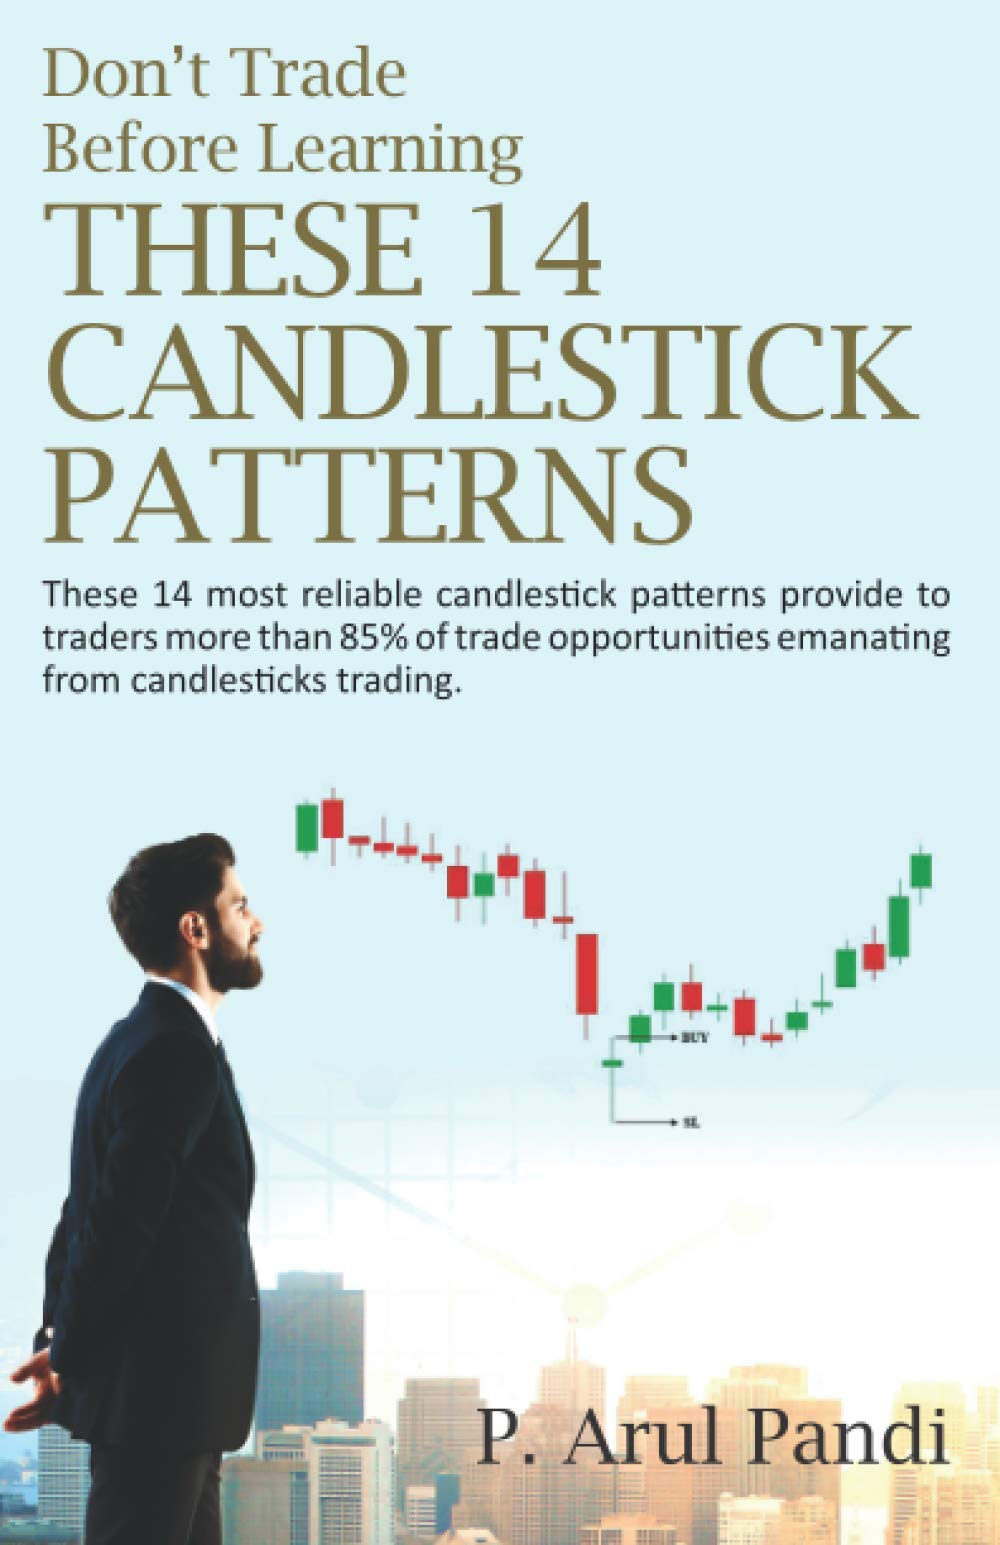 Don't Trade
Before Learning
THESE 14
CANDLESTICK
PATTERNS
These 14 most reliable candlestick patterns provide to
traders more than 85% of trade opportunities emanating
from candlesticks trading.
BUY
SL
P. Arul Pandi